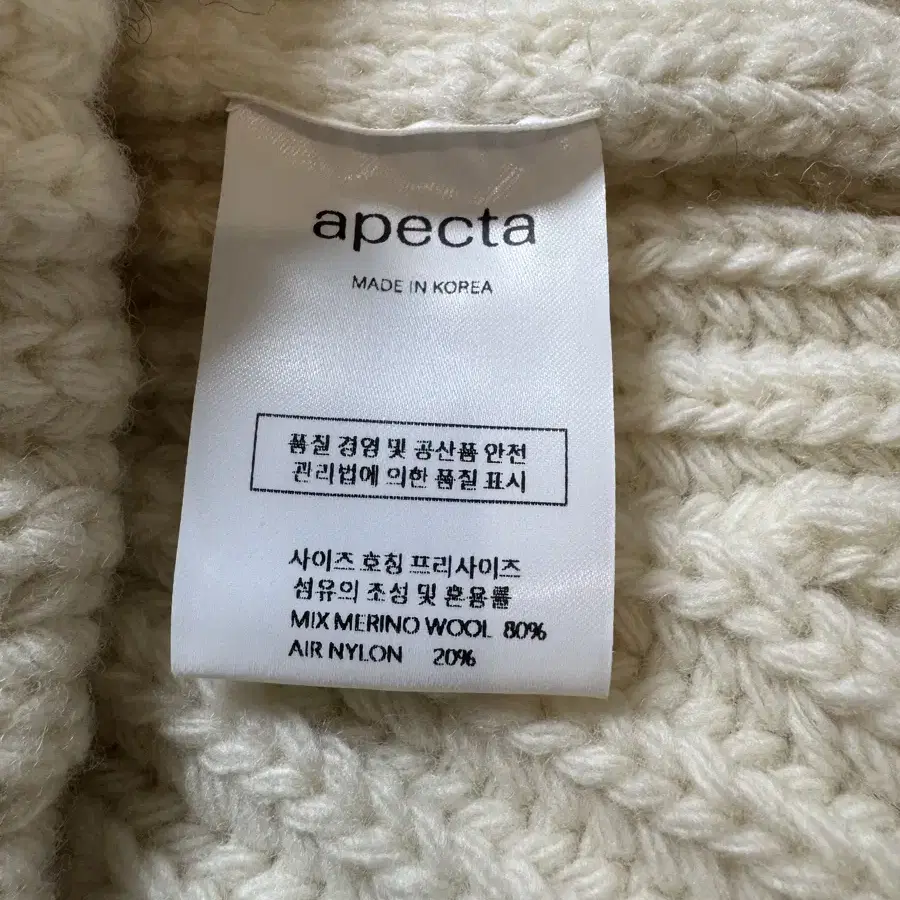 apecta
MADE IN KOREA
품질 경영 및 공산품 안전
관리법에 의한 품질 표시
사이즈 호칭 프리사이즈
섬유의 조성 및 혼용률
MIX MERINO WOOL 80%
AIR NYLON 20%